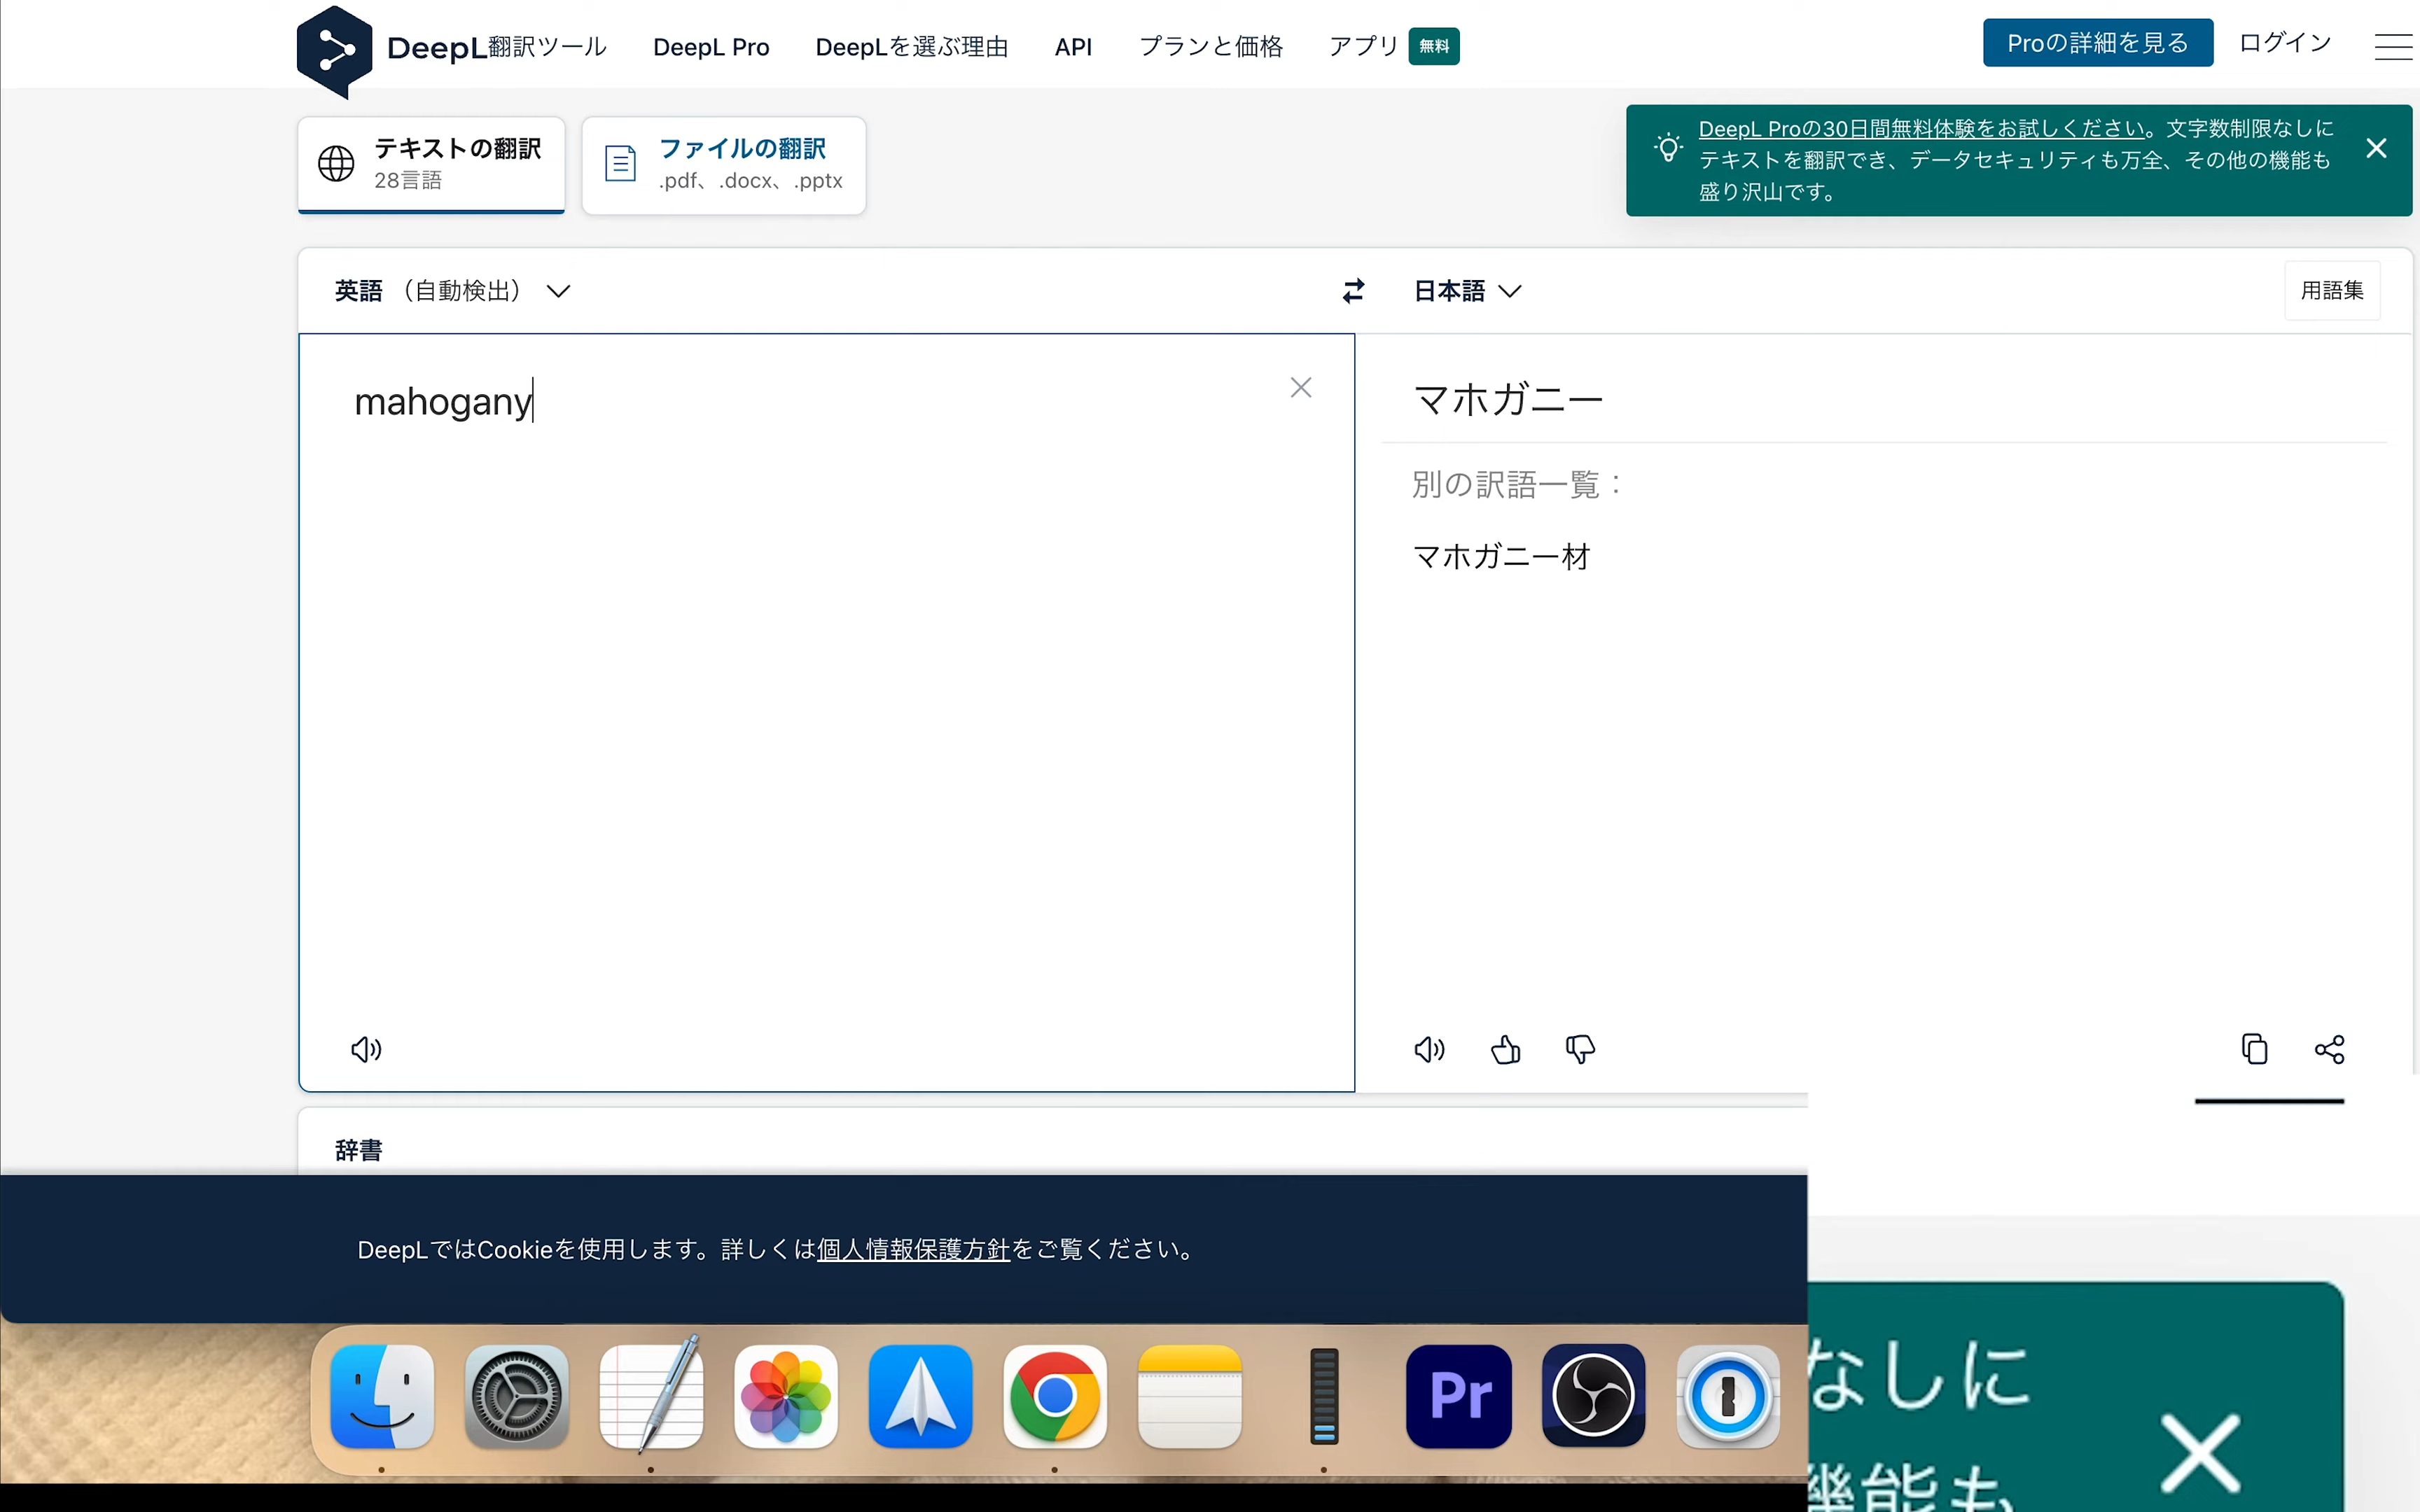 DeepL翻訳ツール DeepL Pro DeepLを選ぶ理由 API プランと価格 アプリ 無料 Proの詳細を見る ログイン
テキストの翻訳
28言語
ファイルの翻訳
.pdf、.docx、.pptx
DeepL Proの30日間無料体験をお試しください。文字数制限なしに
テキストを翻訳でき、データセキュリティも万全、その他の機能も
盛り沢山です。
英語 （自動検出）
日本語
用語集
mahogany
マホガニー
別の訳語一覧：
マホガニー材
辞書
DeepLではCookieを使用します。詳しくは個人情報保護方針をご覧ください。
Pr
なしに
機能も